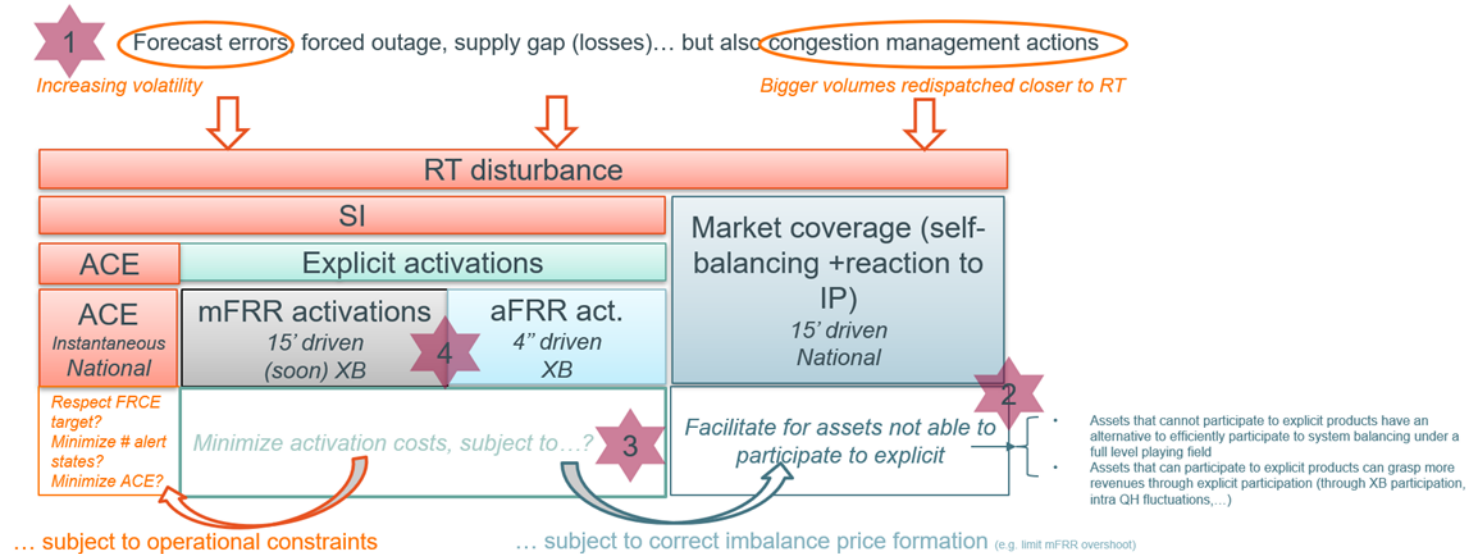 1
Forecast errors, forced outage, supply gap (losses)… but also congestion management actions
Increasing volatility
Bigger volumes redispatched closer to RT
RT disturbance
SI
Market coverage (self-
balancing +reaction to
IP)
15’ driven
National
ACE
Explicit activations
ACE
Instantaneous
National
mFRR activations
15’ driven
(soon) XB
4
aFRR act.
4’’ driven
XB
2
Respect FRCE
target?
Minimize # alert
states?
Minimize ACE?
Minimize activation costs, subject to…?
3
Facilitate for assets not able to
participate to explicit
• Assets that cannot participate to explicit products have an
alternative to efficiently participate to system balancing under a
full level playing field
• Assets that can participate to explicit products can grasp more
revenues through explicit participation (through XB participation,
intra QH fluctuations,…)
… subject to operational constraints
… subject to correct imbalance price formation (e.g. limit mFRR overshoot)